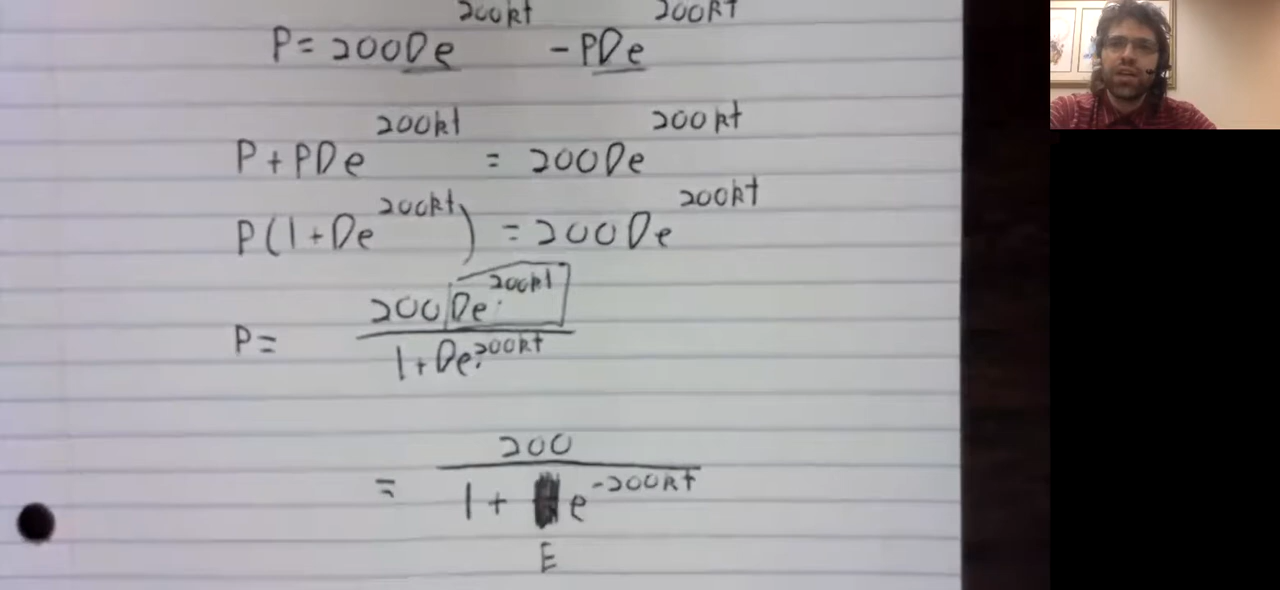 P = 200De^200kt - PDe^200kt
P + PDe^200kt = 200De^200kt
P(1 + De^200kt) = 200De^200kt
P = 200De^200kt / 1 + De^200kt
= 200 / 1 + e^-200kt
E